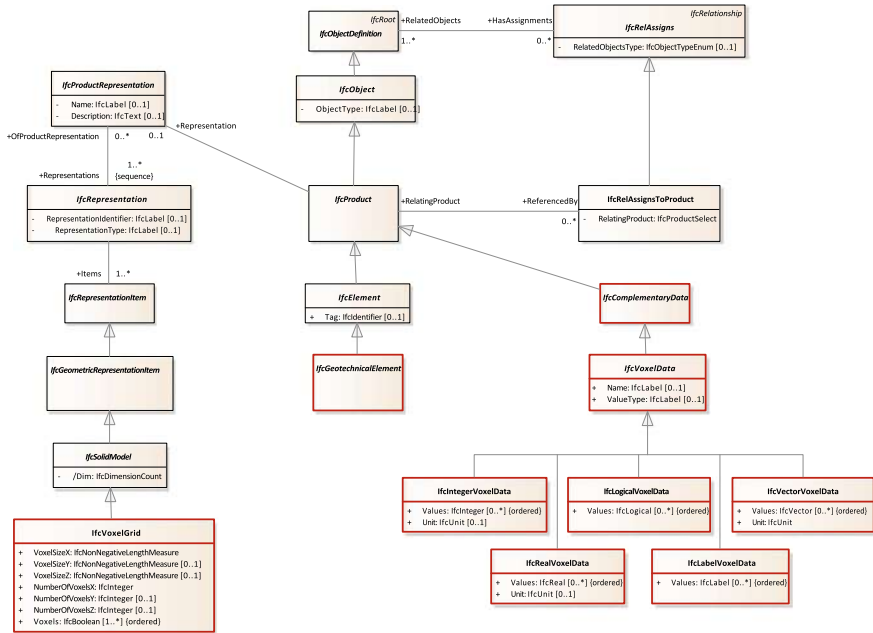 IfcRoot
IfcObjectDefinition
+RelatedObjects
1..*
+HasAssignments
0..*
IfcRelationship
IfcRelAssigns
- RelatedObjectsType: IfcObjectTypeEnum [0..1]
IfcProductRepresentation
- Name: IfcLabel [0..1]
- Description: IfcText [0..1]
IfcObject
- ObjectType: IfcLabel [0..1]
+OfProductRepresentation
0..*
0..1
+Representation
+Representations
1..*
{sequence}
IfcRepresentation
- RepresentationIdentifier: IfcLabel [0..1]
- RepresentationType: IfcLabel [0..1]
IfcProduct
+RelatingProduct
+ReferencedBy
0..*
IfcRelAssignsToProduct
- RelatingProduct: IfcProductSelect
+Items
1..*
IfcRepresentationItem
IfcElement
+ Tag: IfcIdentifier [0..1]
IfcComplementaryData
IfcGeometricRepresentationItem
IfcGeotechnicalElement
IfcVoxelData
+ Name: IfcLabel [0..1]
+ ValueType: IfcLabel [0..1]
IfcSolidModel
- /Dim: IfcDimensionCount
IfcIntegerVoxelData
+ Values: IfcInteger [0..*] {ordered}
+ Unit: IfcUnit [0..1]
IfcLogicalVoxelData
+ Values: IfcLogical [0..*] {ordered}
IfcVectorVoxelData
+ Values: IfcVector [0..*] {ordered}
+ Unit: IfcUnit
IfcVoxelGrid
+ VoxelSizeX: IfcNonNegativeLengthMeasure
+ VoxelSizeY: IfcNonNegativeLengthMeasure [0..1]
+ VoxelSizeZ: IfcNonNegativeLengthMeasure [0..1]
+ NumberOfVoxelsX: IfcInteger
+ NumberOfVoxelsY: IfcInteger [0..1]
+ NumberOfVoxelsZ: IfcInteger [0..1]
+ Voxels: IfcBoolean [1..*] {ordered}
IfcRealVoxelData
+ Values: IfcReal [0..*] {ordered}
+ Unit: IfcUnit [0..1]
IfcLabelVoxelData
+ Values: IfcLabel [0..*] {ordered}